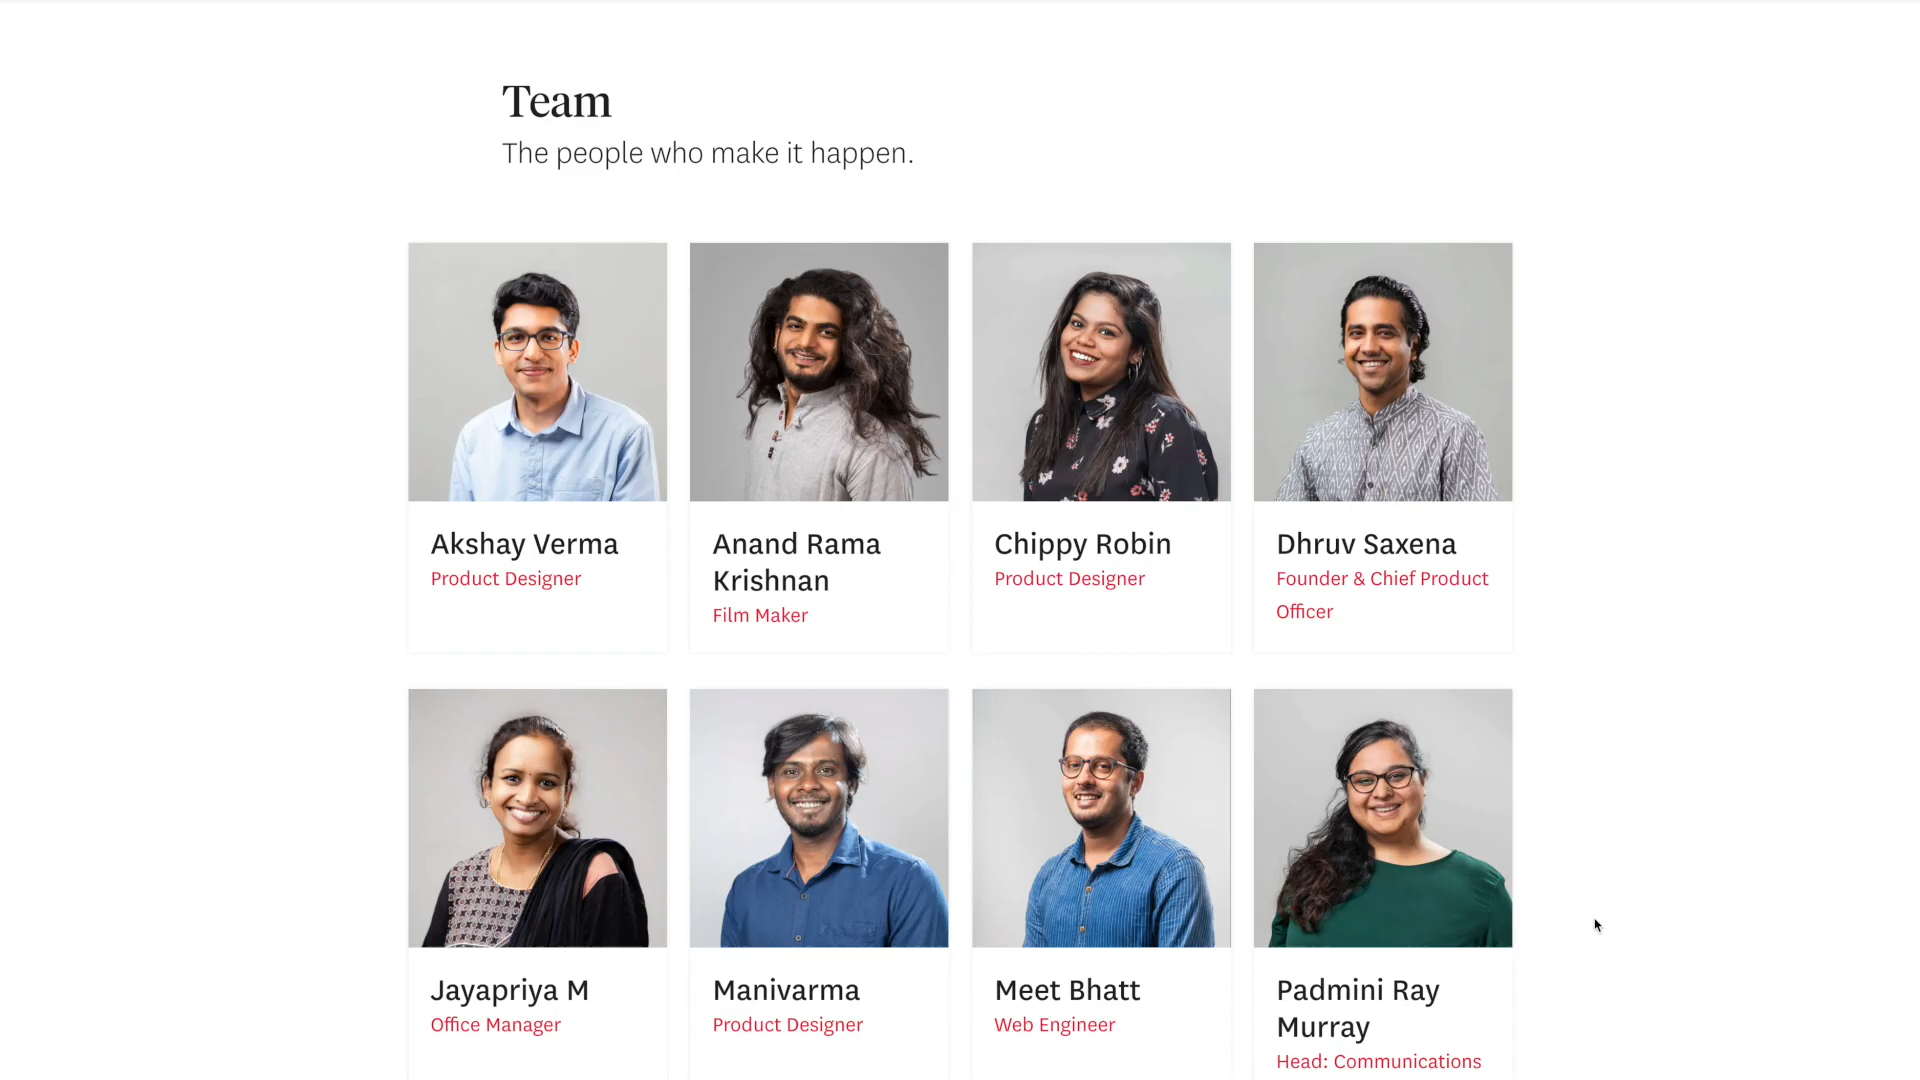 Team
The people who make it happen.
Akshay Verma
Product Designer
Anand Rama
Krishnan
Film Maker
Chippy Robin
Product Designer
Dhruv Saxena
Founder & Chief Product
Officer
Jayapriya M
Office Manager
Manivarma
Product Designer
Meet Bhatt
Web Engineer
Padmini Ray
Murray
Head: Communications